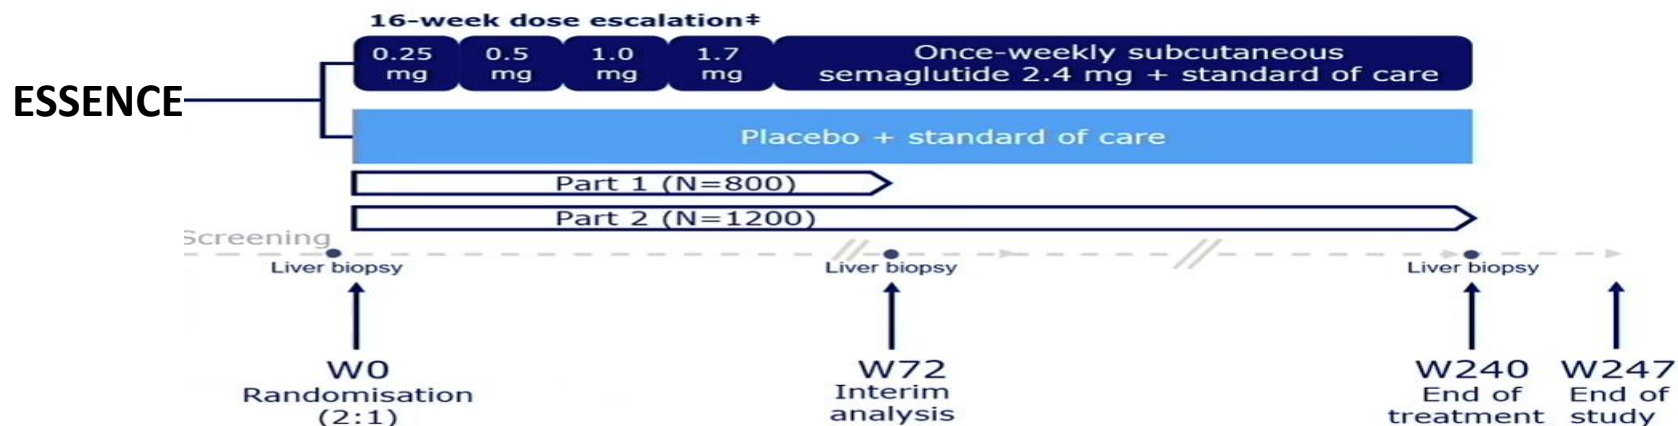 16-week dose escalation‡
0.25 mg
0.5 mg
1.0 mg
1.7 mg
Once-weekly subcutaneous
semaglutide 2.4 mg + standard of care
ESSENCE
Placebo + standard of care
Part 1 (N=800)
Part 2 (N=1200)
Screening
Liver biopsy
Liver biopsy
Liver biopsy
W0
Randomisation
(2:1)
W72
Interim
analysis
W240
End of
treatment
W247
End of
study